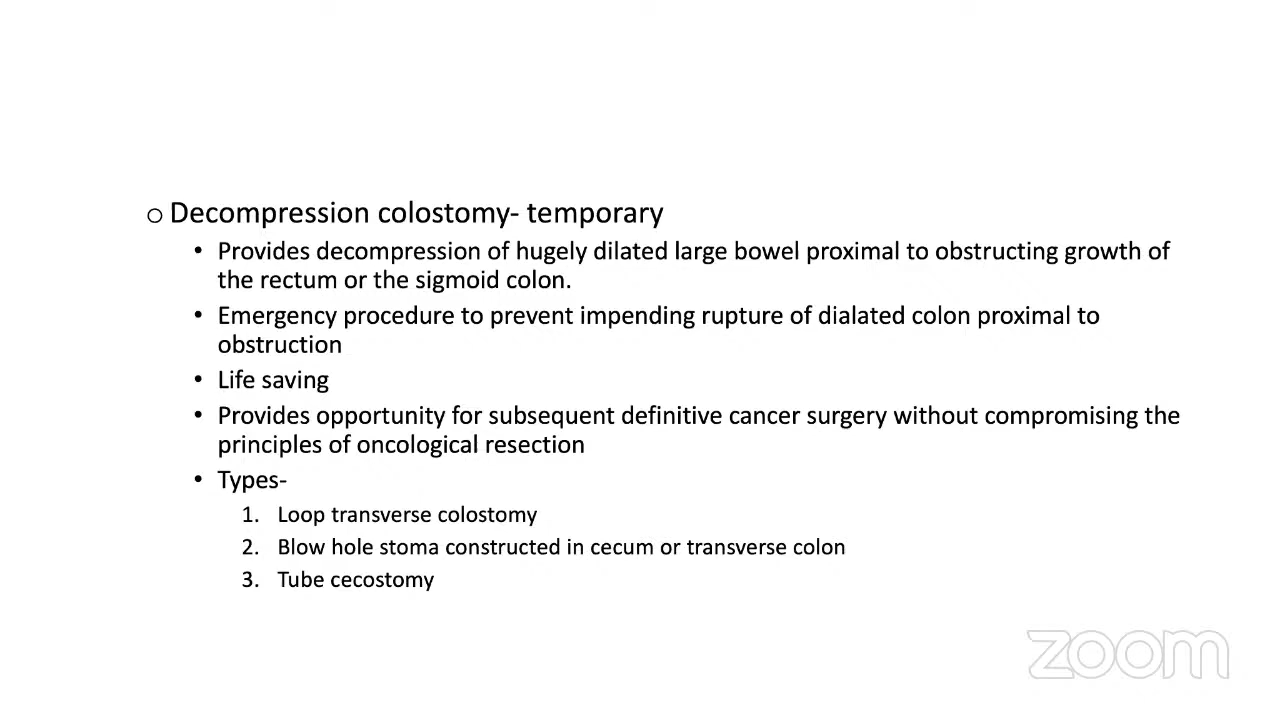 o Decompression colostomy- temporary
• Provides decompression of hugely dilated large bowel proximal to obstructing growth of
the rectum or the sigmoid colon.
• Emergency procedure to prevent impending rupture of dialated colon proximal to
obstruction
• Life saving
• Provides opportunity for subsequent definitive cancer surgery without compromising the
principles of oncological resection
• Types-
1. Loop transverse colostomy
2. Blow hole stoma constructed in cecum or transverse colon
3. Tube cecostomy
zoom